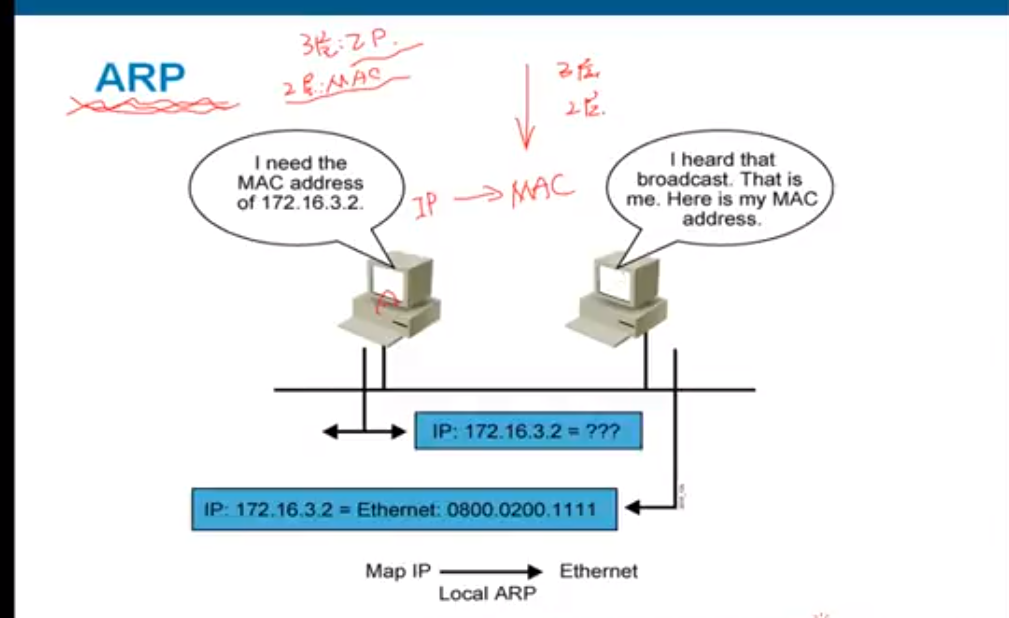 3层:IP.
ARP
2层:MAC
3层
2层.
I need the
MAC address
of 172.16.3.2.
IP → MAC
I heard that
broadcast. That is
me. Here is my MAC
address.
A
IP: 172.16.3.2 = ???
IP: 172.16.3.2 = Ethernet: 0800.0200.1111
Map IP → Ethernet
Local ARP